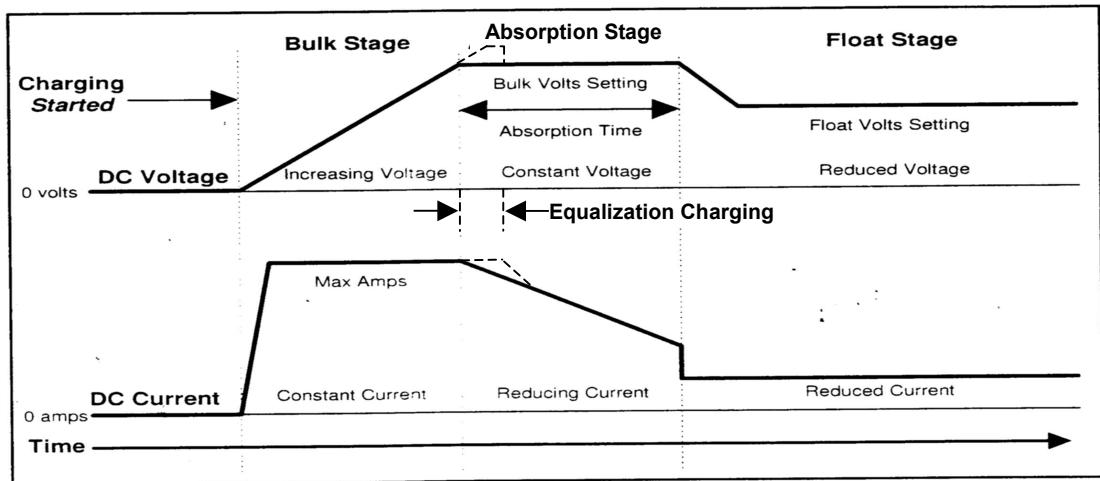 Bulk Stage
Absorption Stage
Float Stage
Charging
Started
Bulk Volts Setting
Absorption Time
Float Volts Setting
DC Voltage
0 volts
Increasing Voltage
Constant Voltage
Reduced Voltage
Equalization Charging
Max Amps
DC Current
0 amps
Constant Current
Reducing Current
Reduced Current
Time